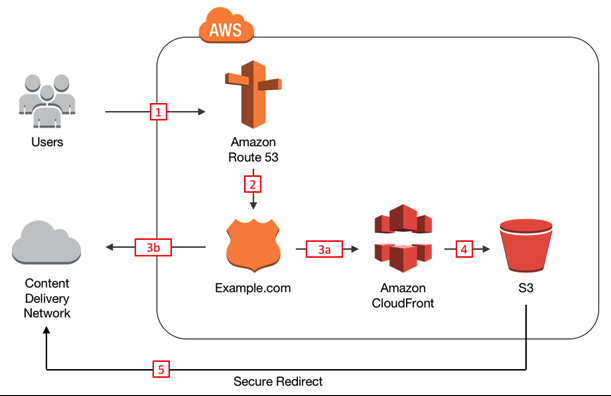 AWS
1
Users
Amazon
Route 53
2
3b
3a
4
Example.com
Amazon
CloudFront
S3
Content
Delivery
Network
5
Secure Redirect